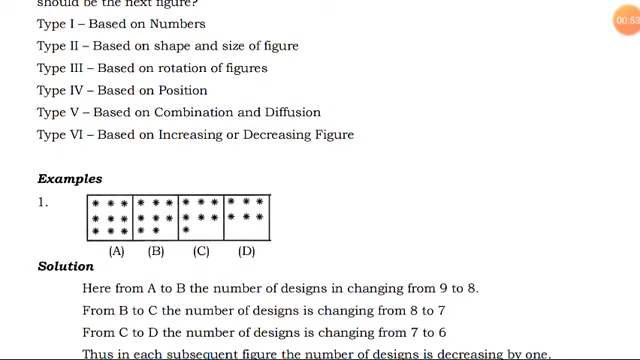 should be the next figure?
00:53
Type I – Based on Numbers
Type II – Based on shape and size of figure
Type III – Based on rotation of figures
Type IV – Based on Position
Type V – Based on Combination and Diffusion
Type VI – Based on Increasing or Decreasing Figure
Examples
1.
(A) (B) (C) (D)
Solution
Here from A to B the number of designs in changing from 9 to 8.
From B to C the number of designs is changing from 8 to 7
From C to D the number of designs is changing from 7 to 6
Thus in each subsequent figure the number of designs is decreasing by one.